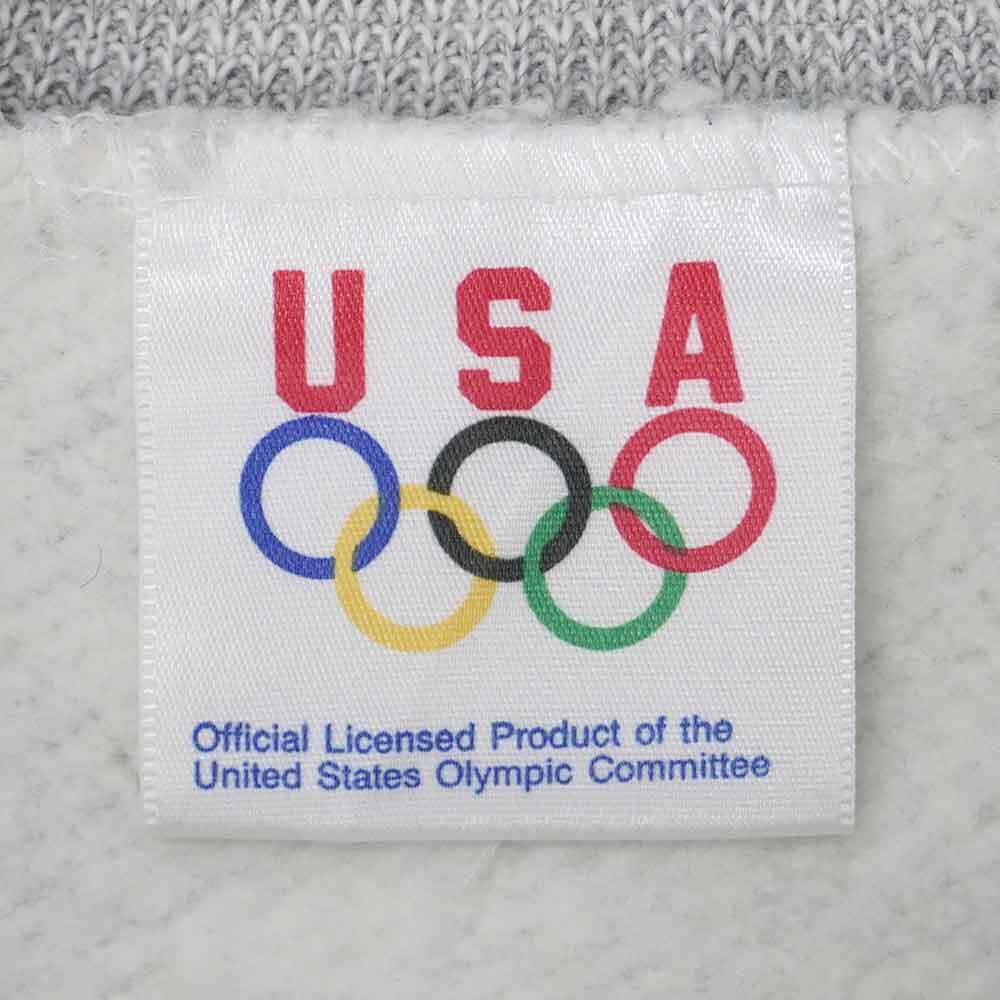 USA
Official Licensed Product of the
United States Olympic Committee